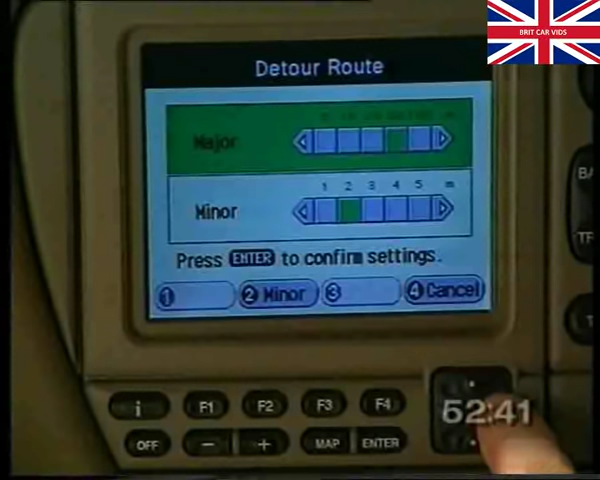 BRIT CAR VIDS
Detour Route
Major
1 2 3 4 5 m
Minor
Press ENTER to confirm settings.
1 2 Minor 3 4 Cancel
i F1 F2 F3 F4
52:41
OFF - + MAP ENTER